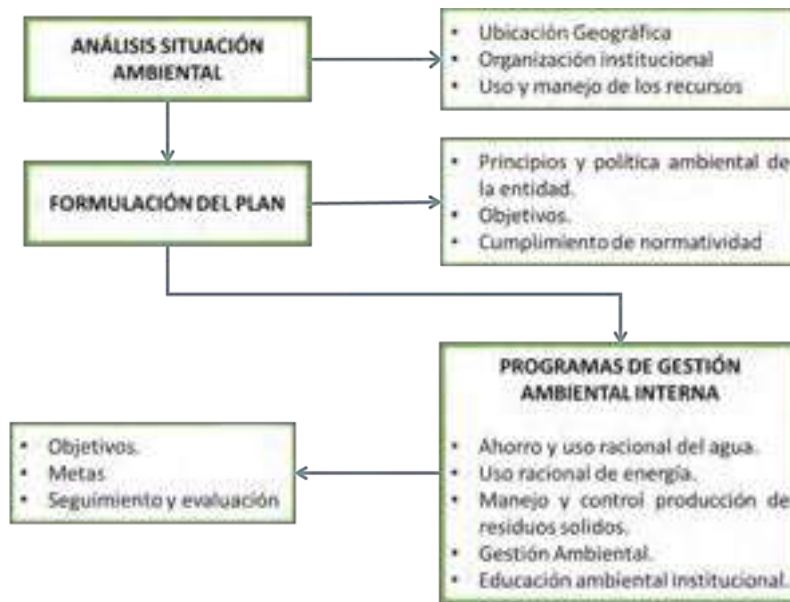 ANÁLISIS SITUACIÓN
AMBIENTAL
• Ubicación Geográfica
• Organización institucional
• Uso y manejo de los recursos
FORMULACIÓN DEL PLAN
• Principios y política ambiental de
la entidad.
• Objetivos.
• Cumplimiento de normatividad
PROGRAMAS DE GESTIÓN
AMBIENTAL INTERNA
• Ahorro y uso racional del agua.
• Uso racional de energía.
• Manejo y control producción de
residuos solidos.
• Gestión Ambiental.
• Educación ambiental institucional.
• Objetivos.
• Metas
• Seguimiento y evaluación